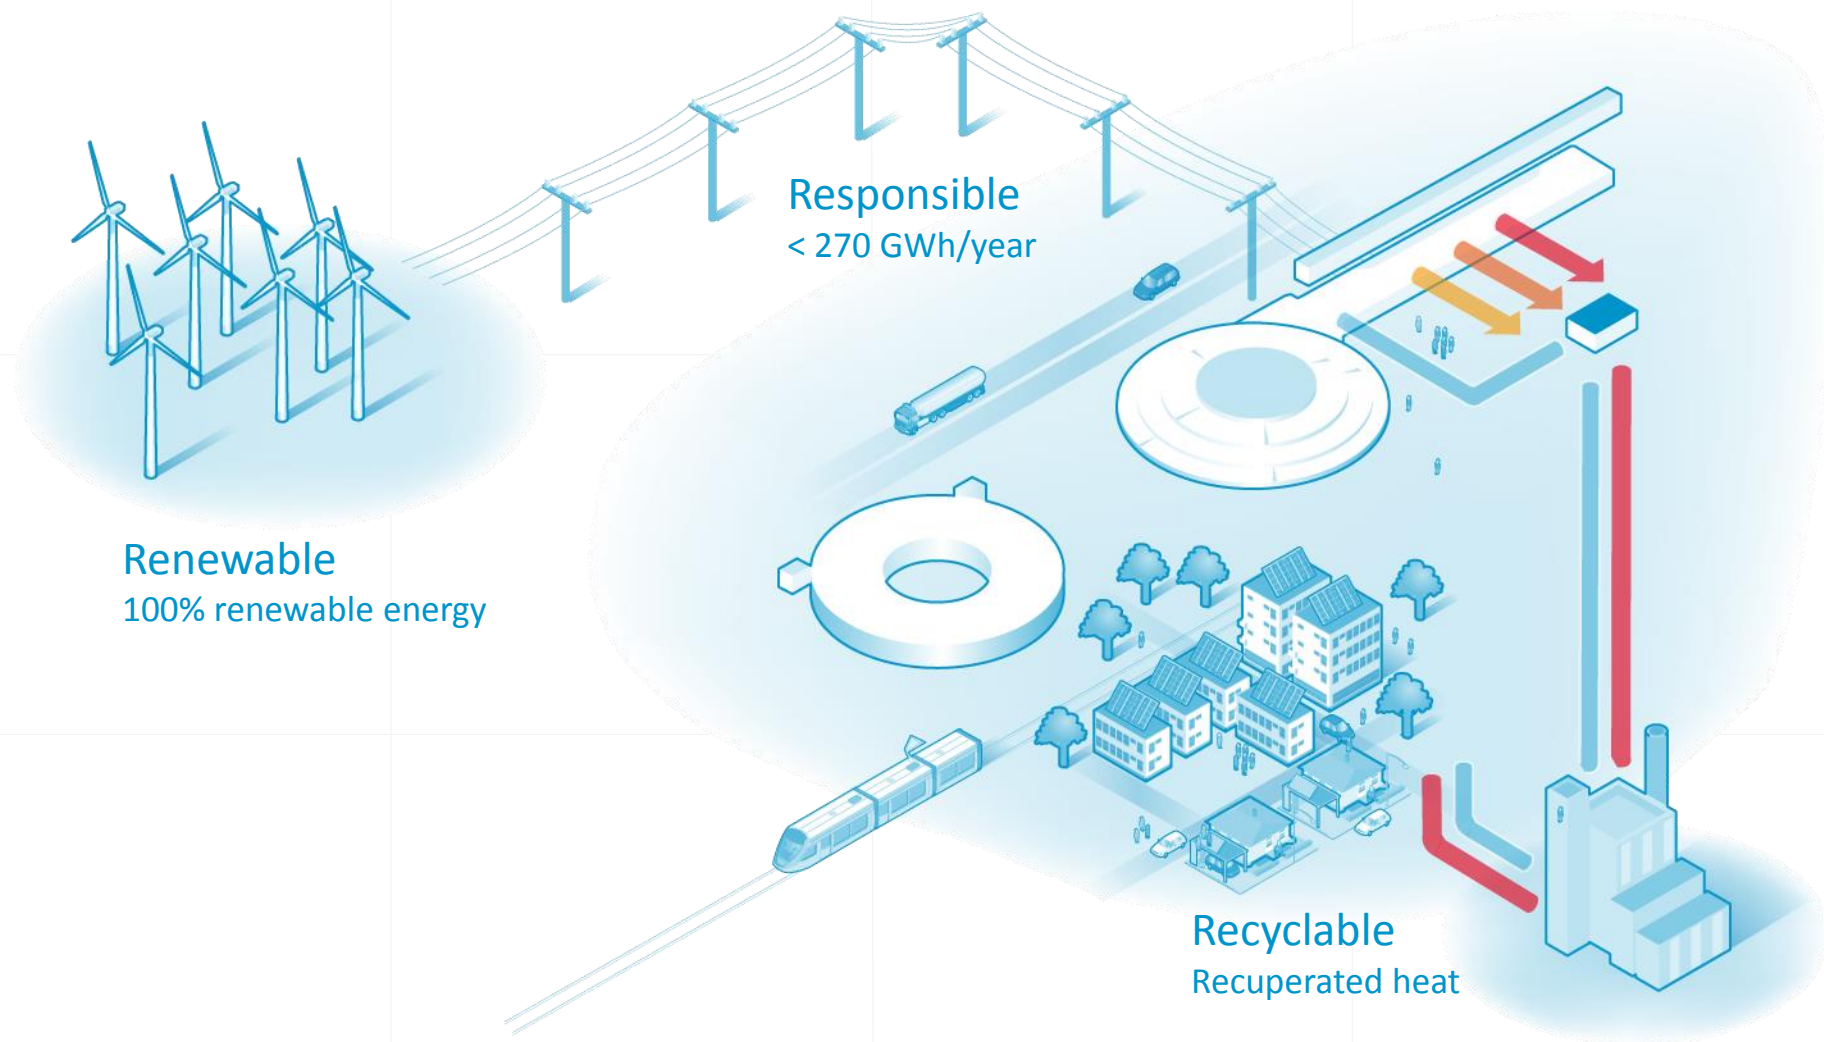 Responsible
< 270 GWh/year
Renewable
100% renewable energy
Recyclable
Recuperated heat